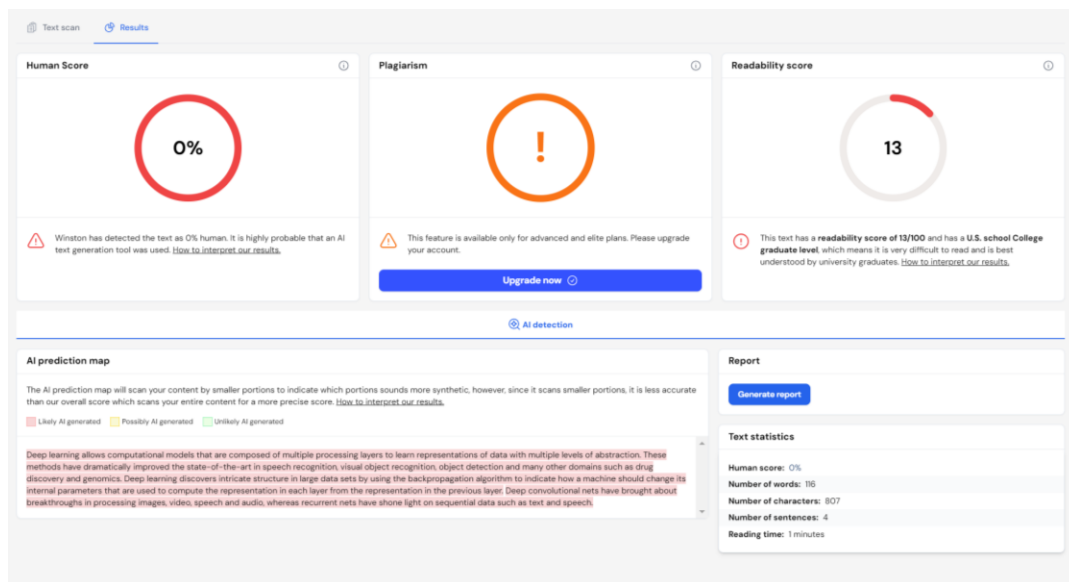 Text scan
Results
Human Score
Plagiarism
Readability score
0%
!
13
Winston has detected the text as 0% human. It is highly probable that an AI
text generation tool was used. How to interpret our results.
This feature is available only for advanced and elite plans. Please upgrade
your account.
Upgrade now
This text has a readability score of 13/100 and has a U.S. school College
graduate level, which means it is very difficult to read and is best
understood by university graduates. How to interpret our results.
AI detection
AI prediction map
The AI prediction map will scan your content by smaller portions to indicate which portions sounds more synthetic, however, since it scans smaller portions, it is less accurate
than our overall score which scans your entire content for a more precise score. How to interpret our results.
Likely AI generated
Possibly AI generated
Unlikely AI generated
Deep learning allows computational models that are composed of multiple processing layers to learn representations of data with multiple levels of abstraction. These
methods have dramatically improved the state-of-the-art in speech recognition, visual object recognition, object detection and many other domains such as drug
discovery and genomics. Deep learning discovers intricate structure in large data sets by using the backpropagation algorithm to indicate how a machine should change its
internal parameters that are used to compute the representation in each layer from the representation in the previous layer. Deep convolutional nets have brought about
breakthroughs in processing images, video, speech and audio, whereas recurrent nets have shone light on sequential data such as text and speech.
Report
Generate report
Text statistics
Human score: 0%
Number of words: 116
Number of characters: 807
Number of sentences: 4
Reading time: 1 minutes